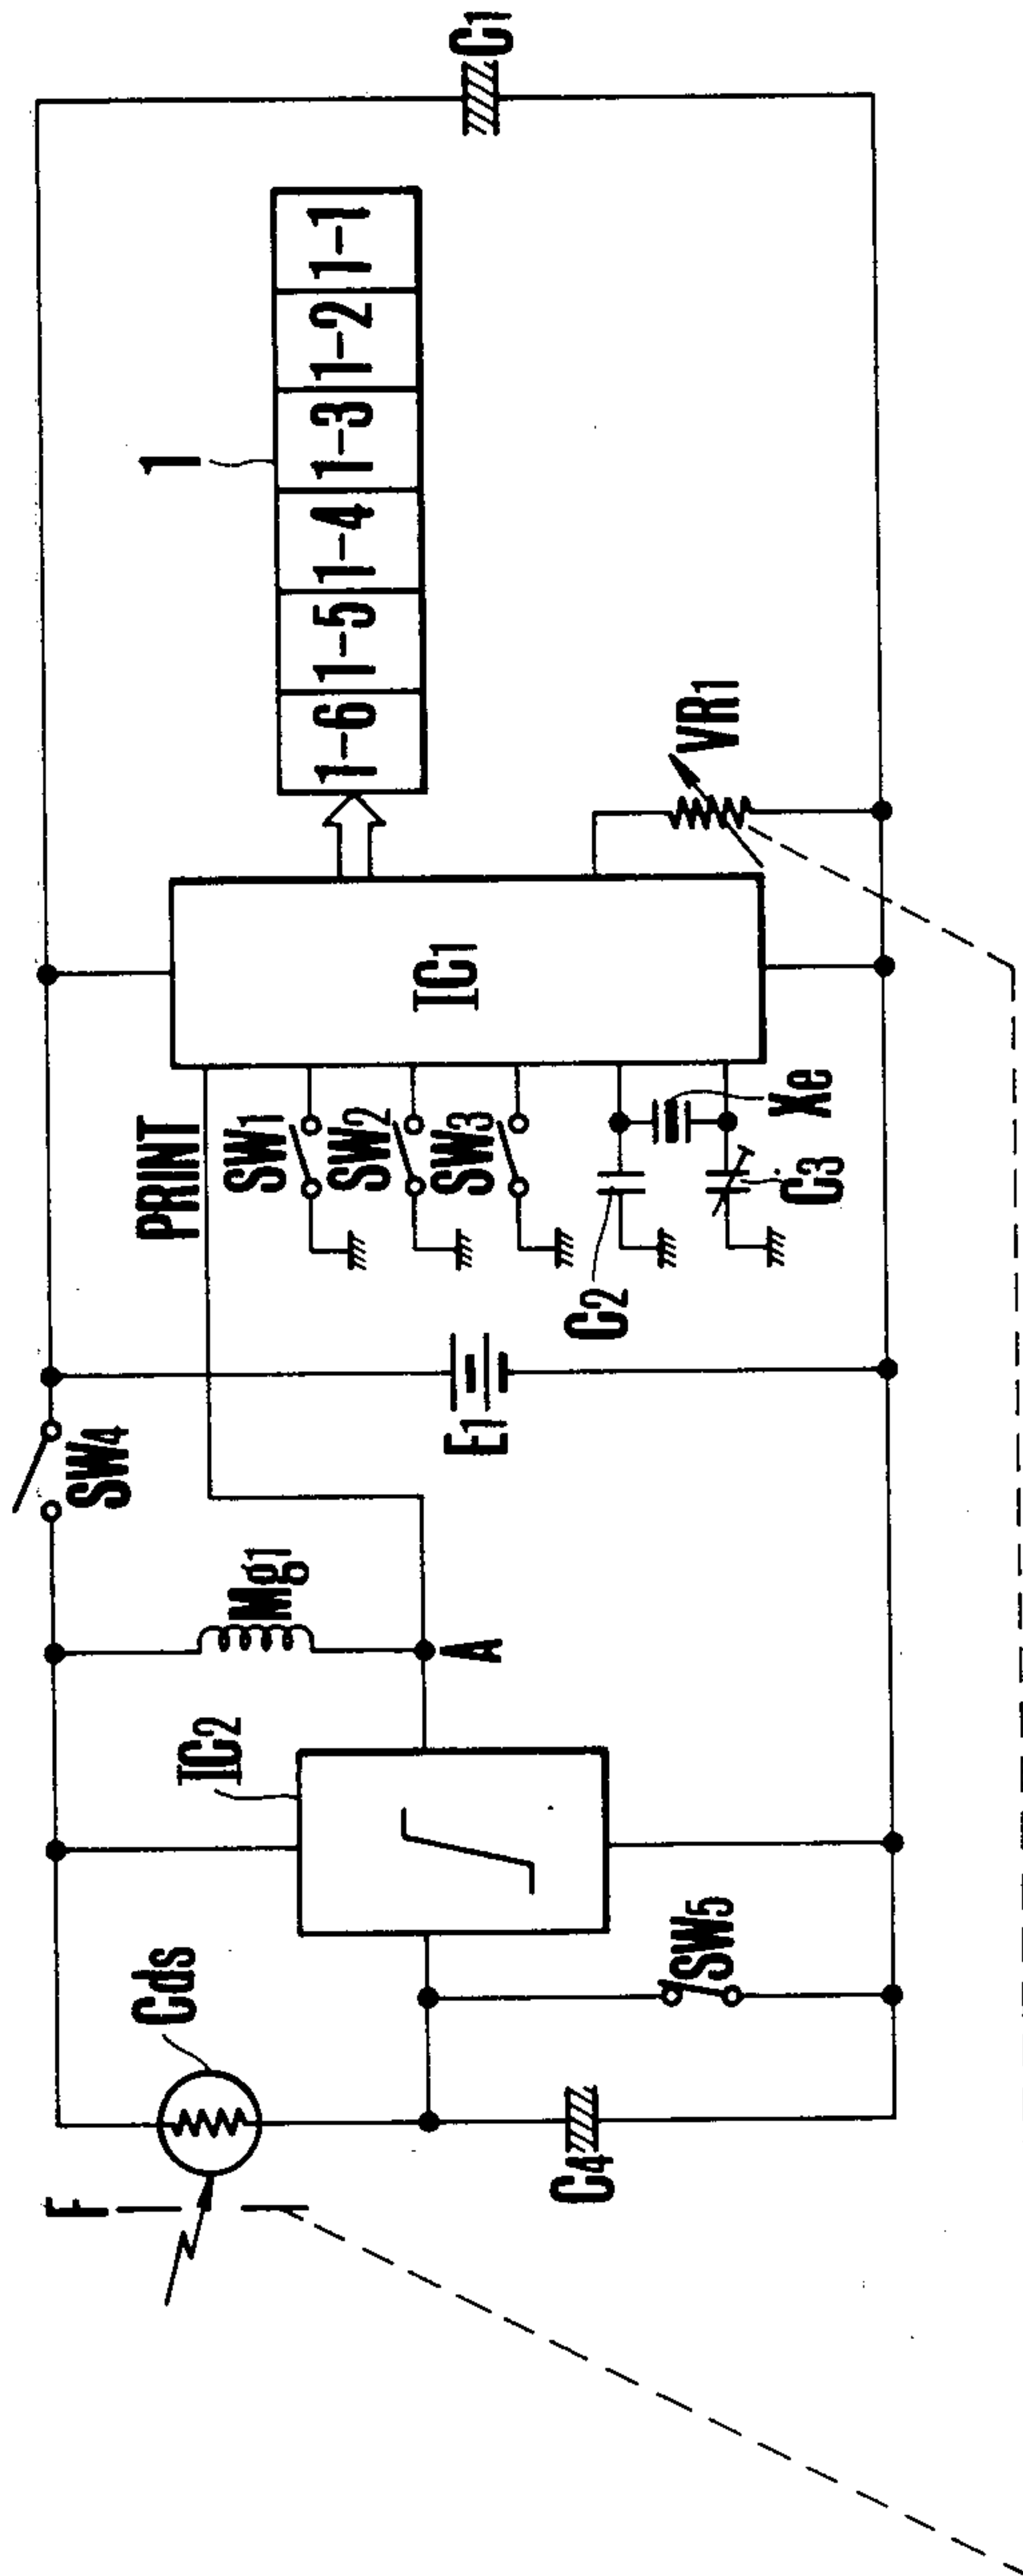 F
Cds
C4
SW5
IC2
Mg1
A
SW4
E1
PRINT
SW1
SW2
SW3
C2
C3
Xe
IC1
VR1
1
1-6 1-5 1-4 1-3 1-2 1-1
C1